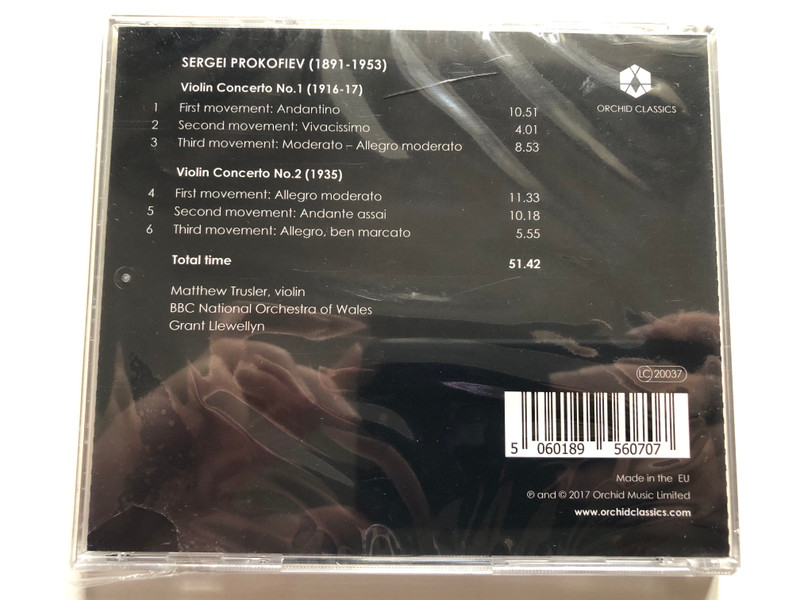 SERGEI PROKOFIEV (1891-1953)
Violin Concerto No.1 (1916-17)
1 First movement: Andantino 10.51
2 Second movement: Vivacissimo 4.01
3 Third movement: Moderato – Allegro moderato 8.53
Violin Concerto No.2 (1935)
4 First movement: Allegro moderato 11.33
5 Second movement: Andante assai 10.18
6 Third movement: Allegro, ben marcato 5.55
Total time 51.42
Matthew Trusler, violin
BBC National Orchestra of Wales
Grant Llewellyn
ORCHID CLASSICS
LC 20037
5 060189 560707
Made in the EU
℗ and © 2017 Orchid Music Limited
www.orchidclassics.com